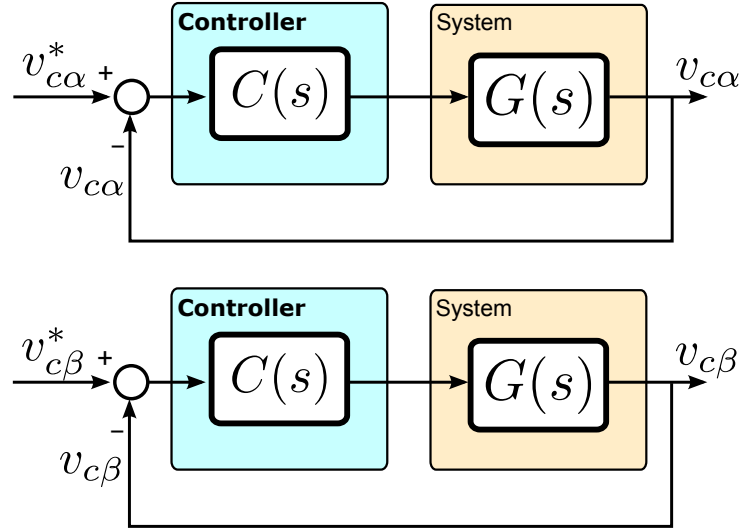 Controller
System
v*cα
+
C(s)
G(s)
vcα
−
vcα
Controller
System
v*cβ
+
C(s)
G(s)
vcβ
−
vcβ